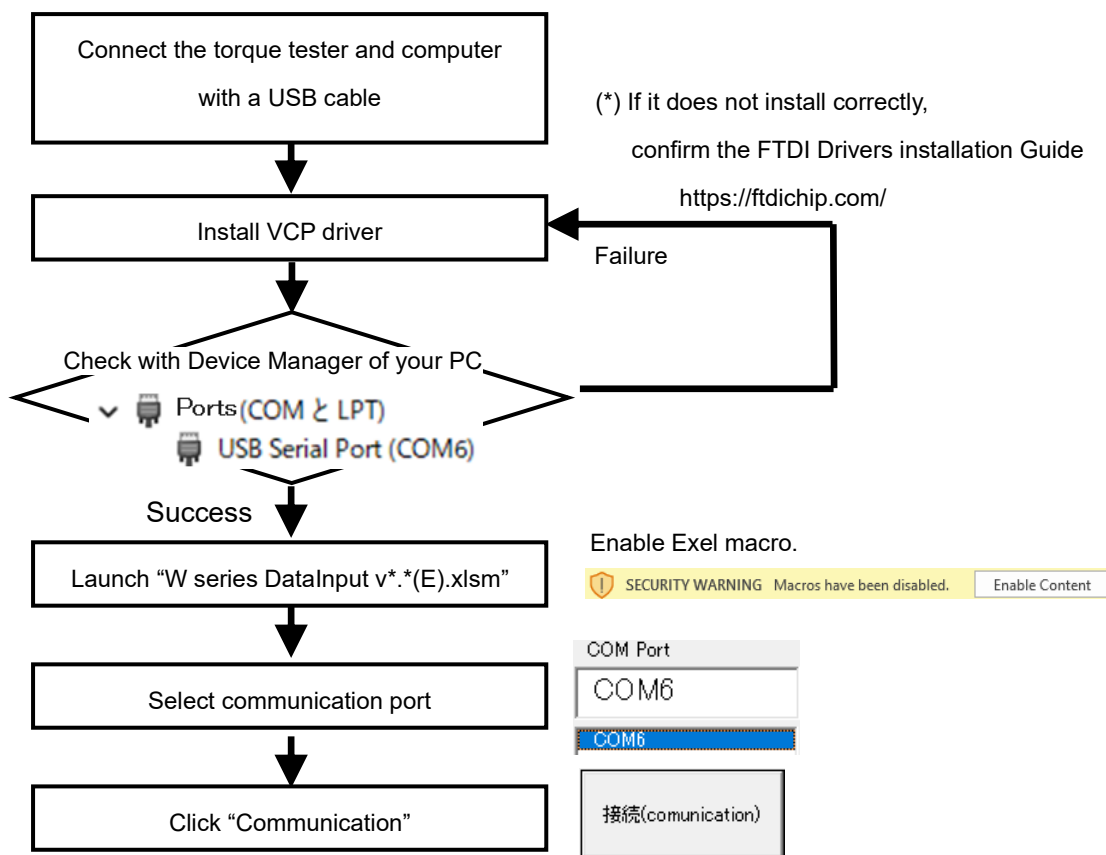 Connect the torque tester and computer
with a USB cable
(*) If it does not install correctly,
confirm the FTDI Drivers installation Guide
https://ftdichip.com/
Install VCP driver
Failure
Check with Device Manager of your PC
Ports(COM と LPT)
USB Serial Port (COM6)
Success
Launch “W series DataInput v*.*(E).xlsm”
Enable Exel macro.
SECURITY WARNING Macros have been disabled. Enable Content
Select communication port
COM Port
COM6
COM6
Click “Communication”
接続(comunication)